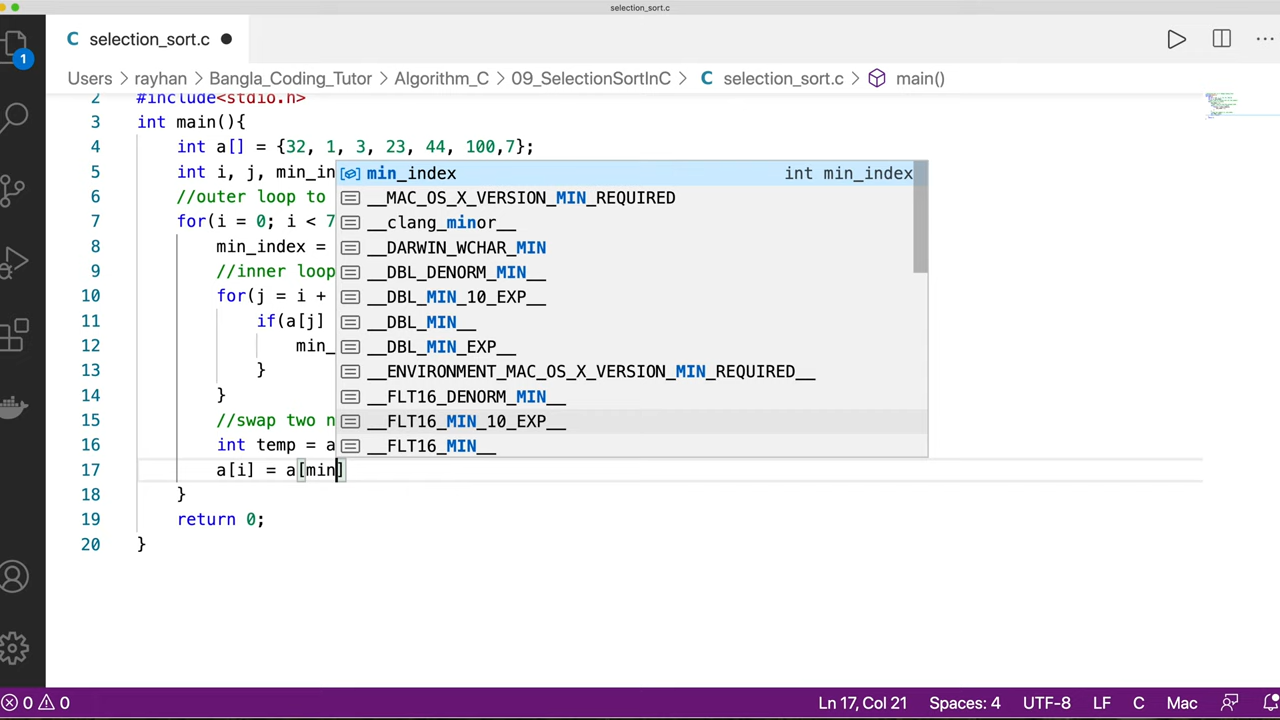 selection_sort.c
selection_sort.c
1
Users > rayhan > Bangla_Coding_Tutor > Algorithm_C > 09_SelectionSortInC > C selection_sort.c > main()
2 #include<stdio.h>
3 int main(){
4 int a[] = {32, 1, 3, 23, 44, 100,7};
5 int i, j, min_in
6 //outer loop to
7 for(i = 0; i < 7
8 min_index =
9 //inner loop
10 for(j = i +
11 if(a[j]
12 min_
13 }
14 }
15 //swap two n
16 int temp = a
17 a[i] = a[min]
18 }
19 return 0;
20 }
min_index int min_index
__MAC_OS_X_VERSION_MIN_REQUIRED
__clang_minor__
__DARWIN_WCHAR_MIN
__DBL_DENORM_MIN__
__DBL_MIN_10_EXP__
__DBL_MIN__
__DBL_MIN_EXP__
__ENVIRONMENT_MAC_OS_X_VERSION_MIN_REQUIRED__
__FLT16_DENORM_MIN__
__FLT16_MIN_10_EXP__
__FLT16_MIN__
0 0 Ln 17, Col 21 Spaces: 4 UTF-8 LF C Mac